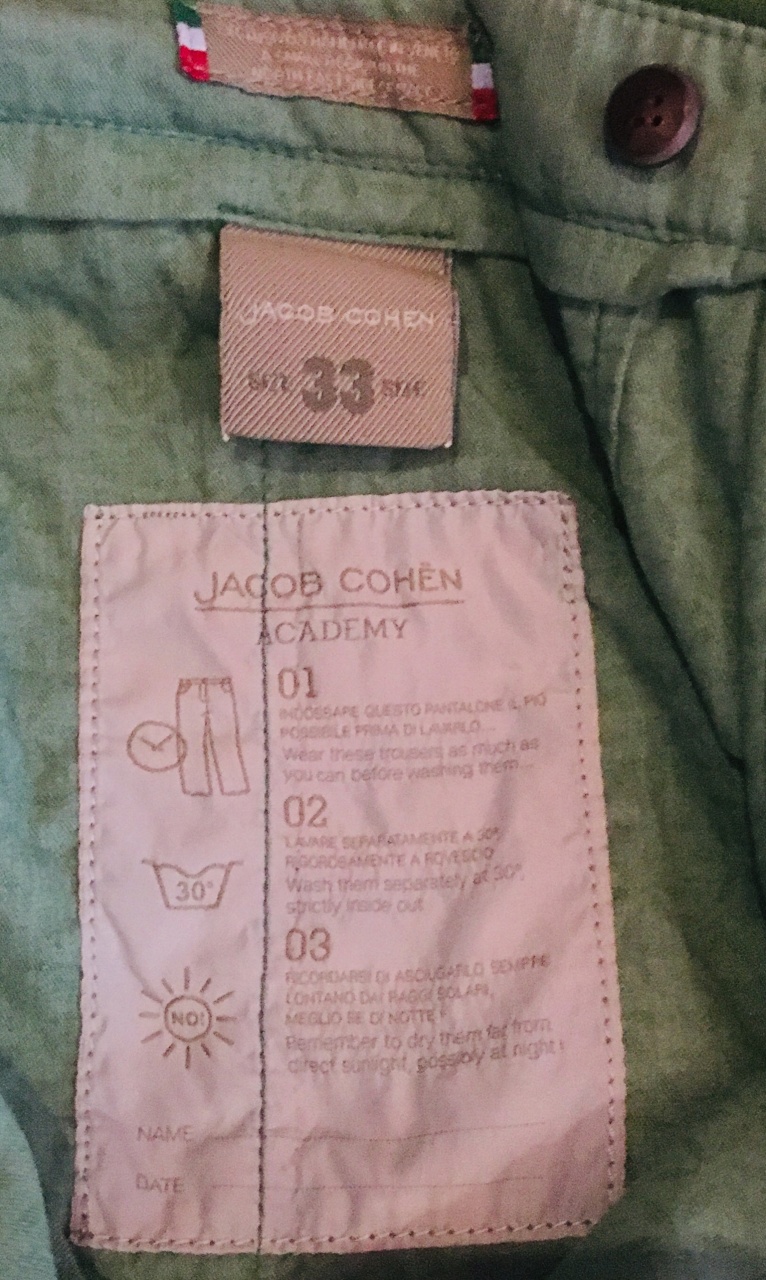 JACOB COHËN
SIZE 33 SIZE
JACOB COHËN
ACADEMY
01
INDOSSARE QUESTO PANTALONE IL PIÙ
POSSIBILE PRIMA DI LAVARLO...
Wear these trousers as much as
you can before washing them...
02
LAVARE SEPARATAMENTE A 30°,
RIGOROSAMENTE A ROVESCIO
Wash them separately at 30°,
strictly inside out
30°
03
RICORDARSI DI ASCIUGARLO SEMPRE
LONTANO DAI RAGGI SOLARI,
MEGLIO SE DI NOTTE!
Remember to dry them far from
direct sunlight, possibly at night!
NO!
NAME
DATE